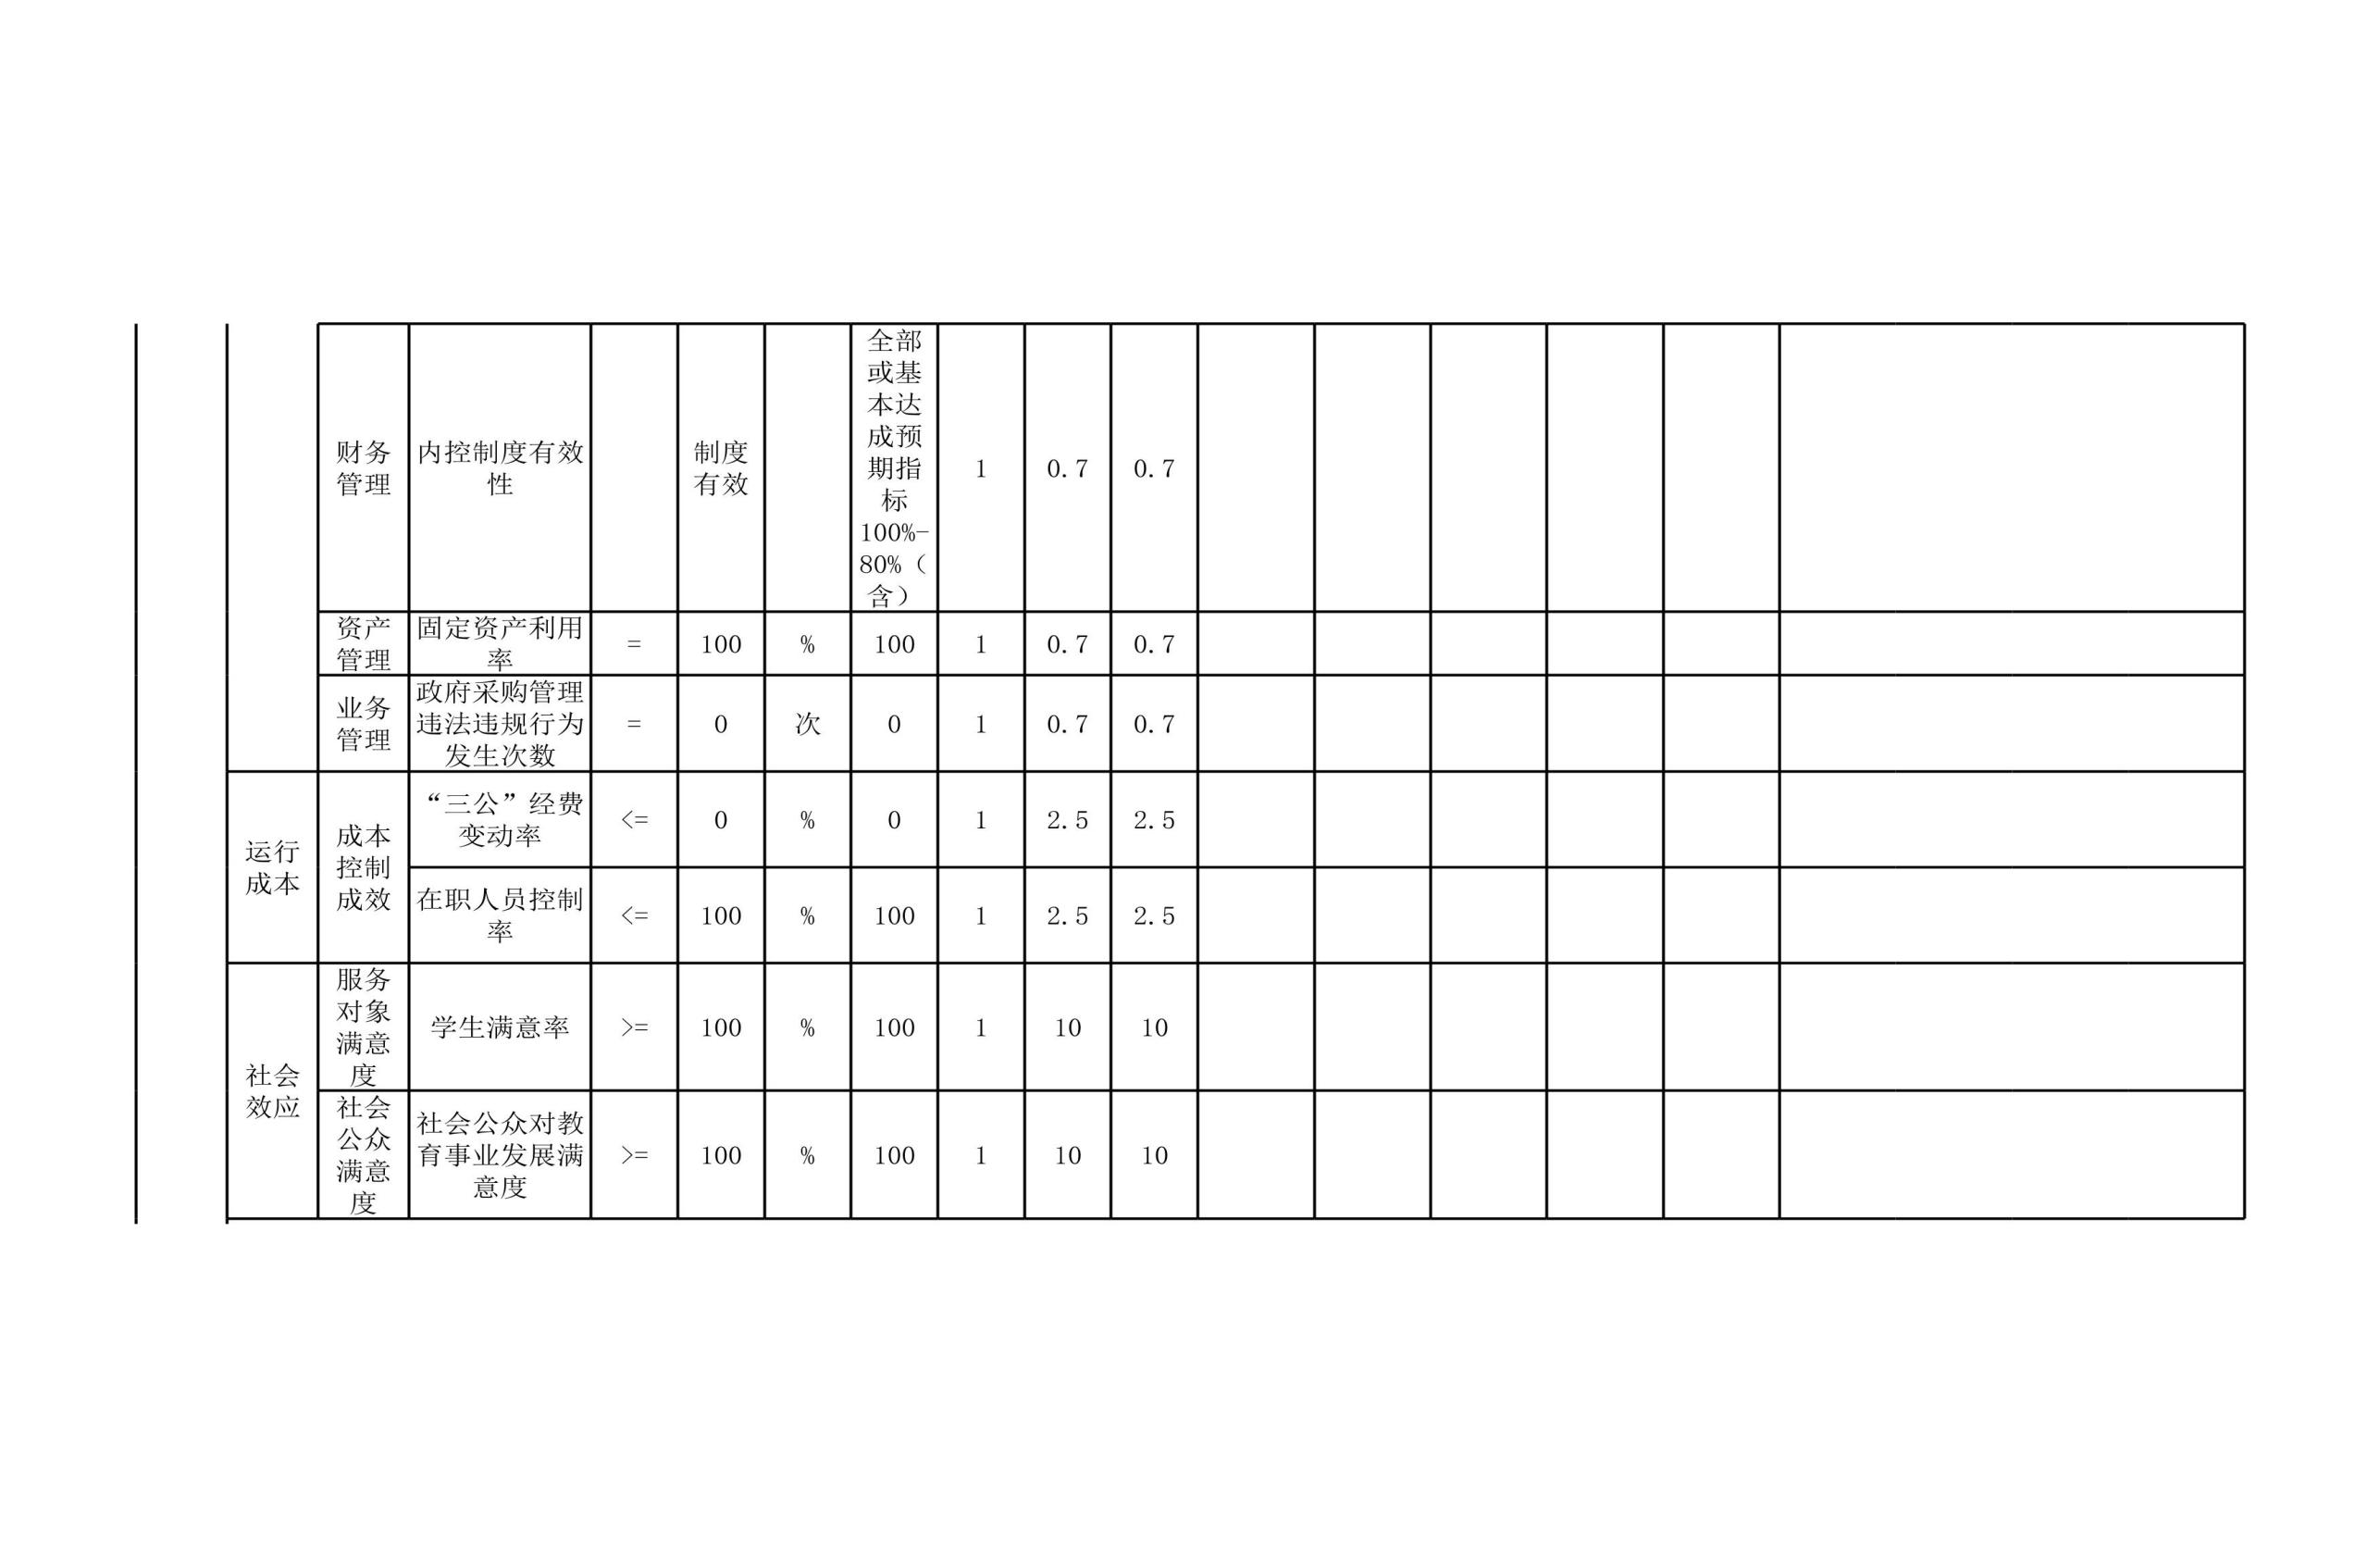 财务
管理
内控制度有效
性
制度
有效
全部
或基
本达
成预
期指
标
100%-
80%（
含）
1
0.7
0.7
资产
管理
固定资产利用
率
=
100
%
100
1
0.7
0.7
业务
管理
政府采购管理
违法违规行为
发生次数
=
0
次
0
1
0.7
0.7
运行
成本
成本
控制
成效
“三公”经费
变动率
<=
0
%
0
1
2.5
2.5
在职人员控制
率
<=
100
%
100
1
2.5
2.5
社会
效应
服务
对象
满意
度
学生满意率
>=
100
%
100
1
10
10
社会
公众
满意
度
社会公众对教
育事业发展满
意度
>=
100
%
100
1
10
10